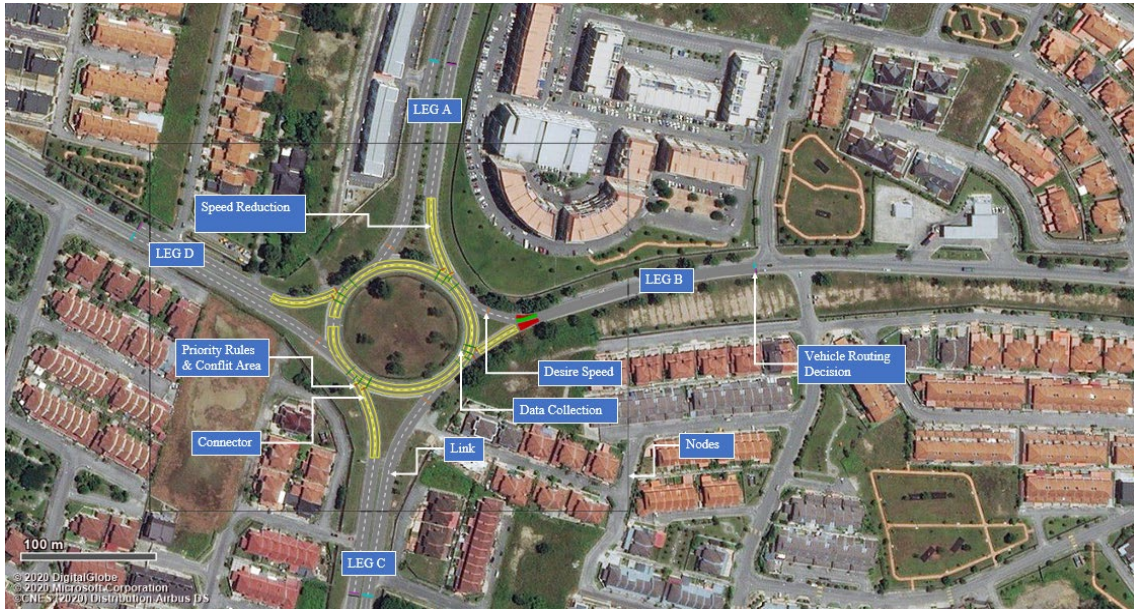 LEG A
Speed Reduction
LEG D
LEG B
Priority Rules
& Conflit Area
Desire Speed
Vehicle Routing
Decision
Data Collection
Connector
Link
Nodes
100 m
LEG C
© 2020 DigitalGlobe
© 2020 Microsoft Corporation
©CNES (2020) Distribution Airbus DS